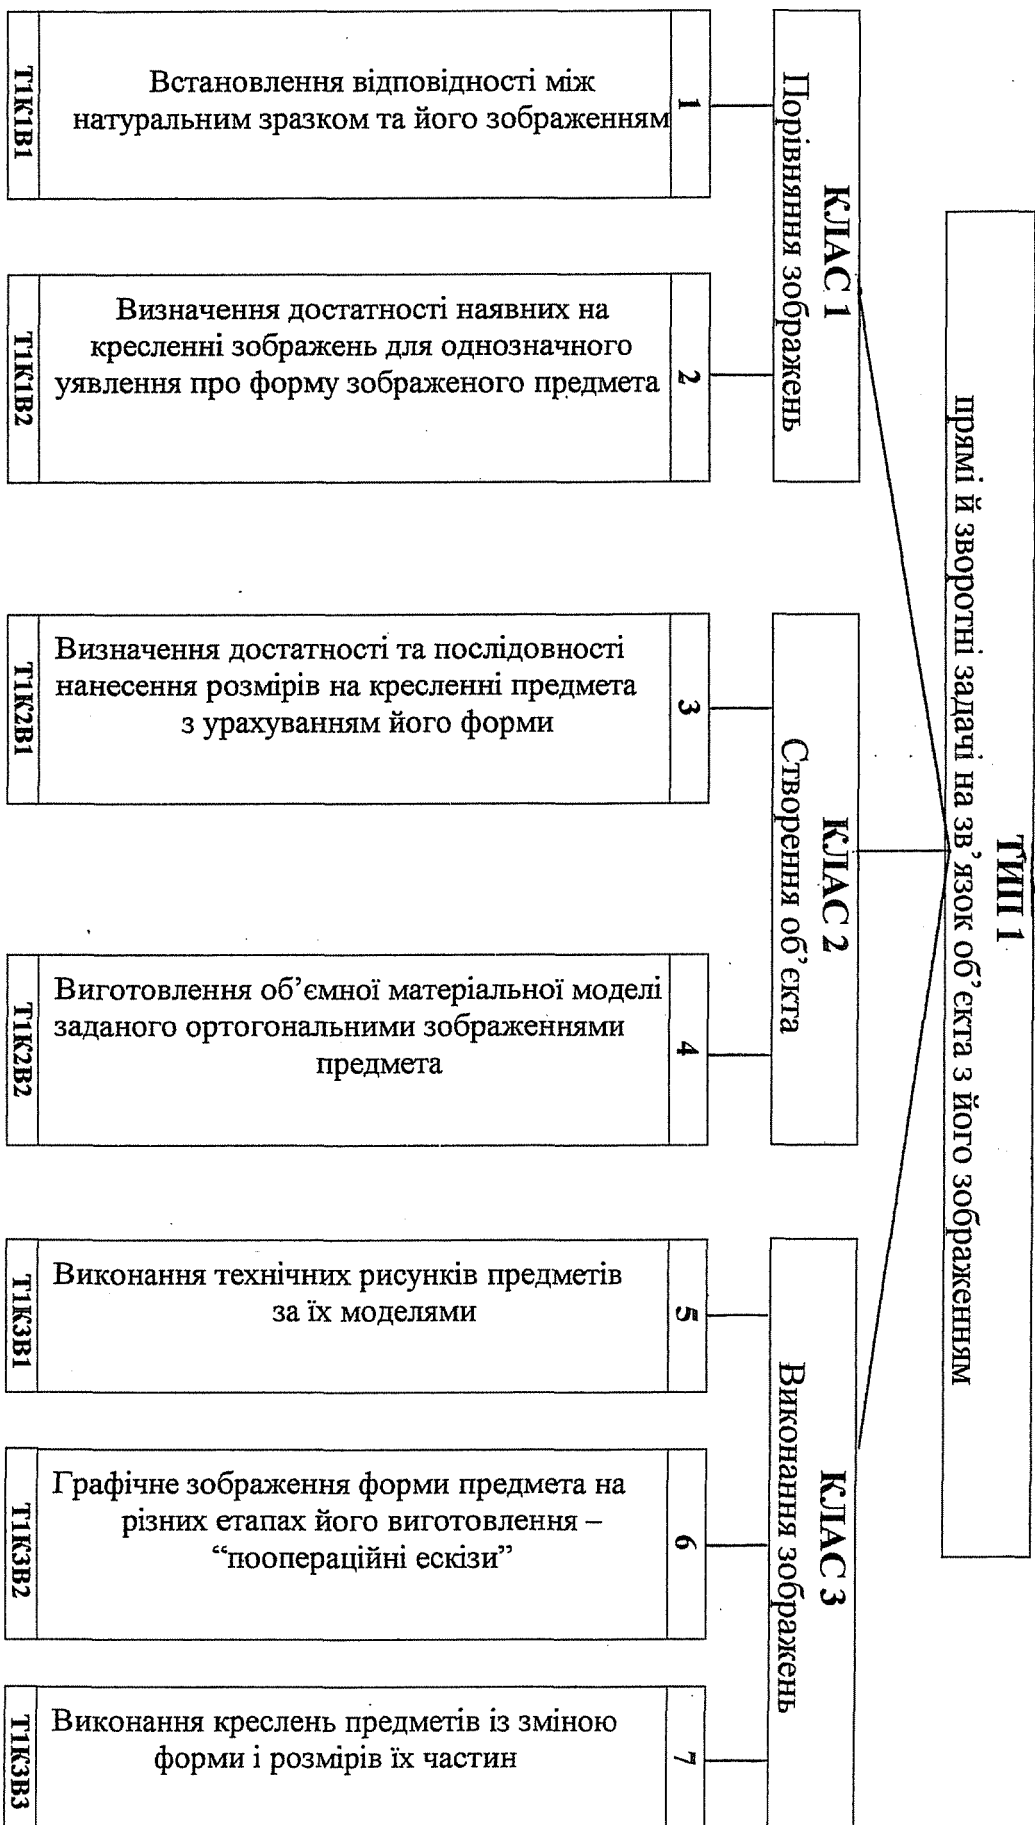 ТИП 1
прямі й зворотні задачі на зв’язок об’єкта з його зображенням
КЛАС 1
Порівняння зображень
1
Встановлення відповідності між
натуральним зразком та його зображенням
Т1К1В1
2
Визначення достатності наявних на
кресленні зображень для однозначного
уявлення про форму зображеного предмета
Т1К1В2
КЛАС 2
Створення об’єкта
3
Визначення достатності та послідовності
нанесення розмірів на кресленні предмета
з урахуванням його форми
Т1К2В1
4
Виготовлення об’ємної матеріальної моделі
заданого ортогональними зображеннями
предмета
Т1К2В2
КЛАС 3
Виконання зображень
5
Виконання технічних рисунків предметів
за їх моделями
Т1К3В1
6
Графічне зображення форми предмета на
різних етапах його виготовлення –
“поопераційні ескізи”
Т1К3В2
7
Виконання креслень предметів із зміною
форми і розмірів їх частин
Т1К3В3